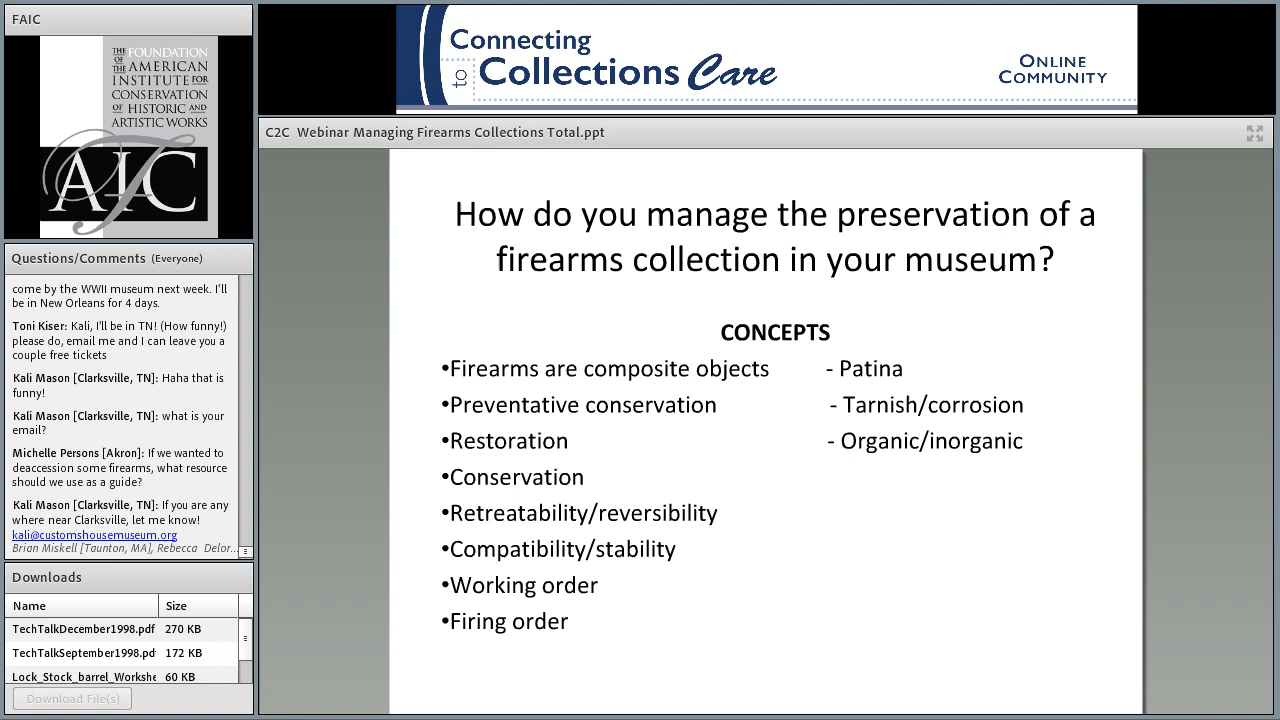 FAIC
THE FOUNDATION
OF THE AMERICAN
INSTITUTE FOR
CONSERVATION
OF HISTORIC AND
ARTISTIC WORKS
AIC
F
Connecting
to Collections Care
ONLINE
COMMUNITY
Questions/Comments (Everyone)
come by the WWII museum next week. I'll
be in New Orleans for 4 days.
Toni Kiser: Kali, I'll be in TN! (How funny!)
please do, email me and I can leave you a
couple free tickets
Kali Mason [Clarksville, TN]: Haha that is
funny!
Kali Mason [Clarksville, TN]: what is your
email?
Michelle Persons [Akron]: If we wanted to
deaccession some firearms, what resource
should we use as a guide?
Kali Mason [Clarksville, TN]: If you are any
where near Clarksville, let me know!
kali@customshousemuseum.org
Brian Miskell [Taunton, MA], Rebecca Delor...
Downloads
Name Size
TechTalkDecember1998.pdf 270 KB
TechTalkSeptember1998.pdf 172 KB
Lock_Stock_barrel_Workshe 60 KB
Download File(s)
C2C Webinar Managing Firearms Collections Total.ppt
How do you manage the preservation of a
firearms collection in your museum?
CONCEPTS
•Firearms are composite objects - Patina
•Preventative conservation - Tarnish/corrosion
•Restoration - Organic/inorganic
•Conservation
•Retreatability/reversibility
•Compatibility/stability
•Working order
•Firing order